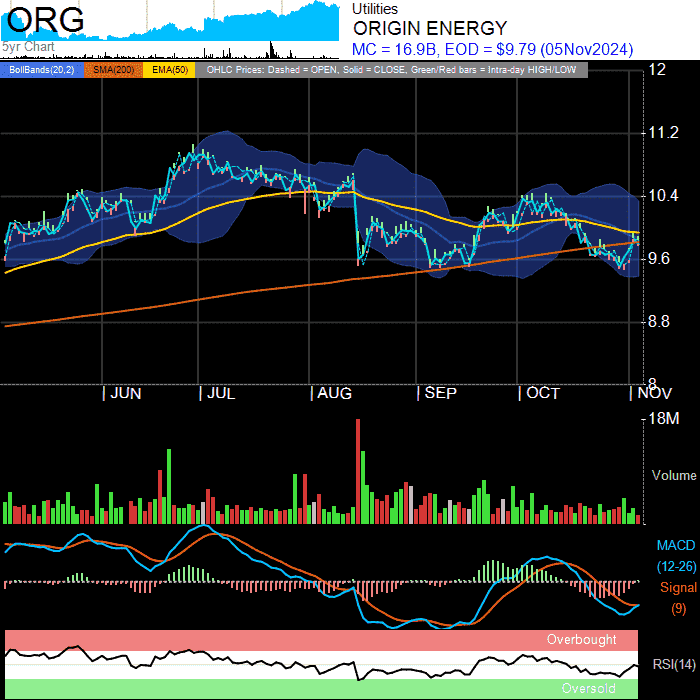 ORG
5yr Chart
Utilities
ORIGIN ENERGY
MC = 16.9B, EOD = $9.79 (05Nov2024)
BollBands(20,2) SMA(200) EMA(50) OHLC Prices: Dashed = OPEN, Solid = CLOSE, Green/Red bars = Intra-day HIGH/LOW
12
11.2
10.4
9.6
8.8
8
JUN JUL AUG SEP OCT NOV
18M
Volume
MACD
(12-26)
Signal
(9)
Overbought
RSI(14)
Oversold